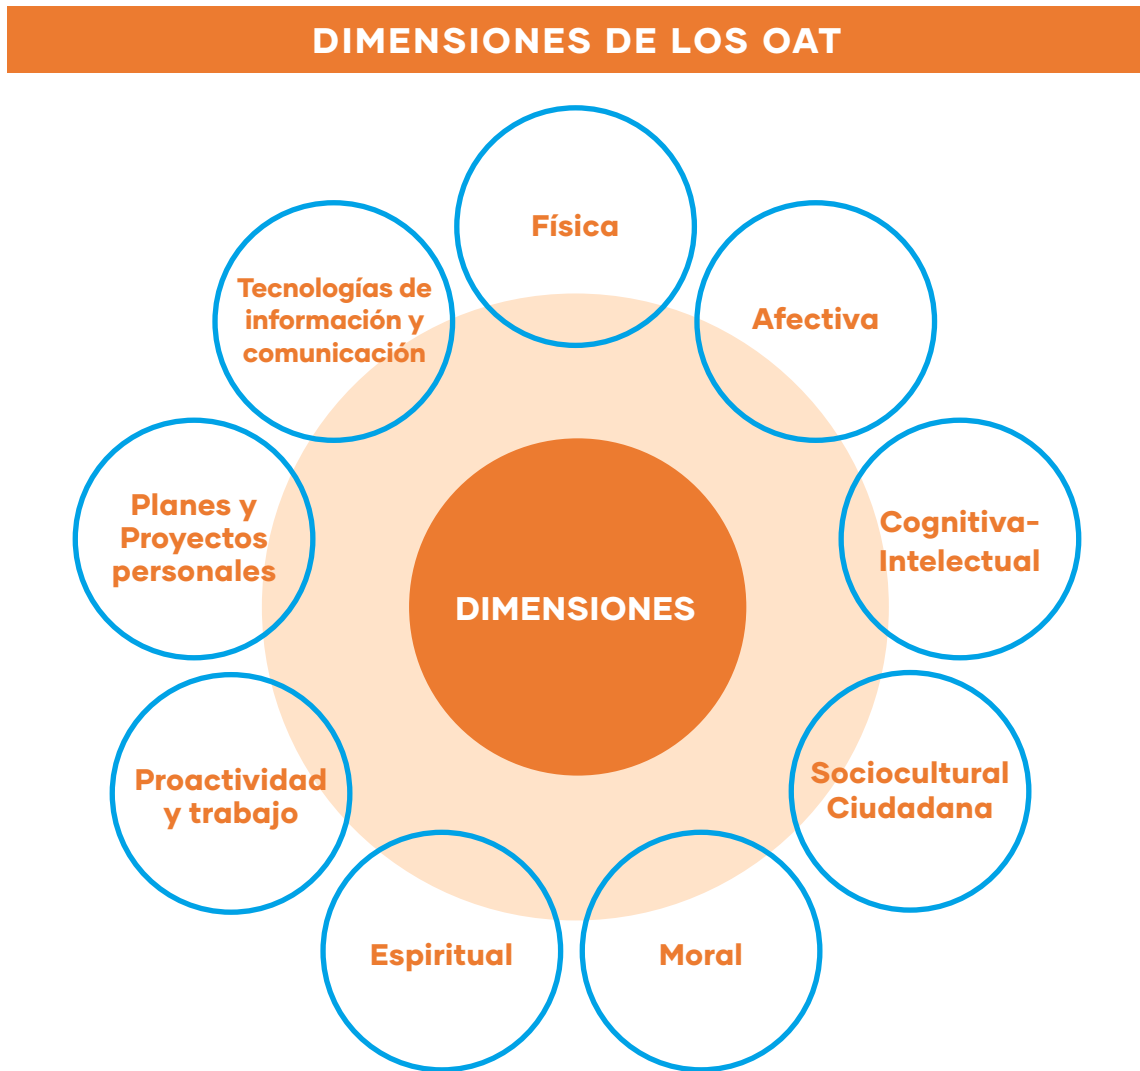 DIMENSIONES DE LOS OAT
Física
Afectiva
Cognitiva-
Intelectual
Sociocultural
Ciudadana
Moral
Espiritual
Proactividad
y trabajo
Planes y
Proyectos
personales
Tecnologías de
información y
comunicación
DIMENSIONES